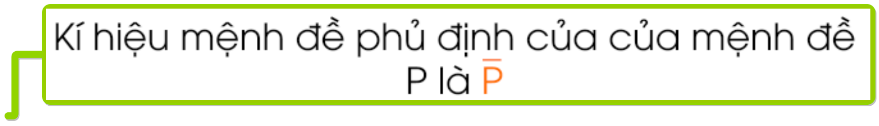 Kí hiệu mệnh đề phủ định của của mệnh đề
P là P̅